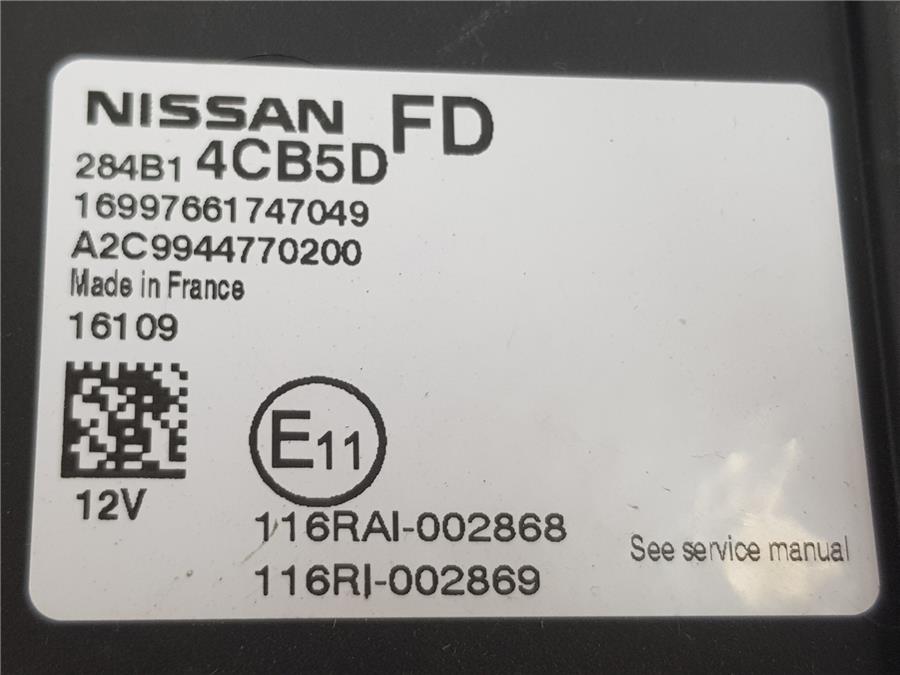 NISSAN FD
284B1 4CB5D
16997661747049
A2C9944770200
Made in France
16109
E11
12V
116RAI-002868
116RI-002869
See service manual